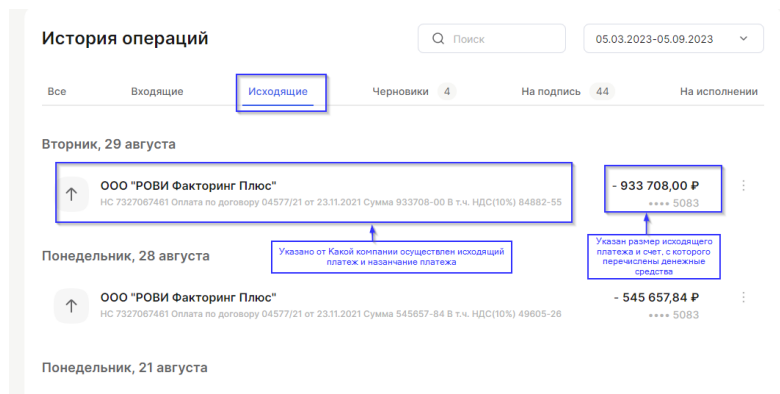 История операций
Поиск
05.03.2023-05.09.2023
Все
Входящие
Исходящие
Черновики 4
На подпись 44
На исполнении
Вторник, 29 августа
ООО "РОВИ Факторинг Плюс"
- 933 708,00 ₽
НС 7327067461 Оплата по договору 04577/21 от 23.11.2021 Сумма 933708-00 В т.ч. НДС(10%) 84882-55
•••• 5083
Указано от Какой компании осуществлен исходящий
платеж и назанчание платежа
Указан размер исходящего
платежа и счет, с которого
перечислены денежные
средства
Понедельник, 28 августа
ООО "РОВИ Факторинг Плюс"
- 545 657,84 ₽
НС 7327067461 Оплата по договору 04577/21 от 23.11.2021 Сумма 545657-84 В т.ч. НДС(10%) 49605-26
•••• 5083
Понедельник, 21 августа